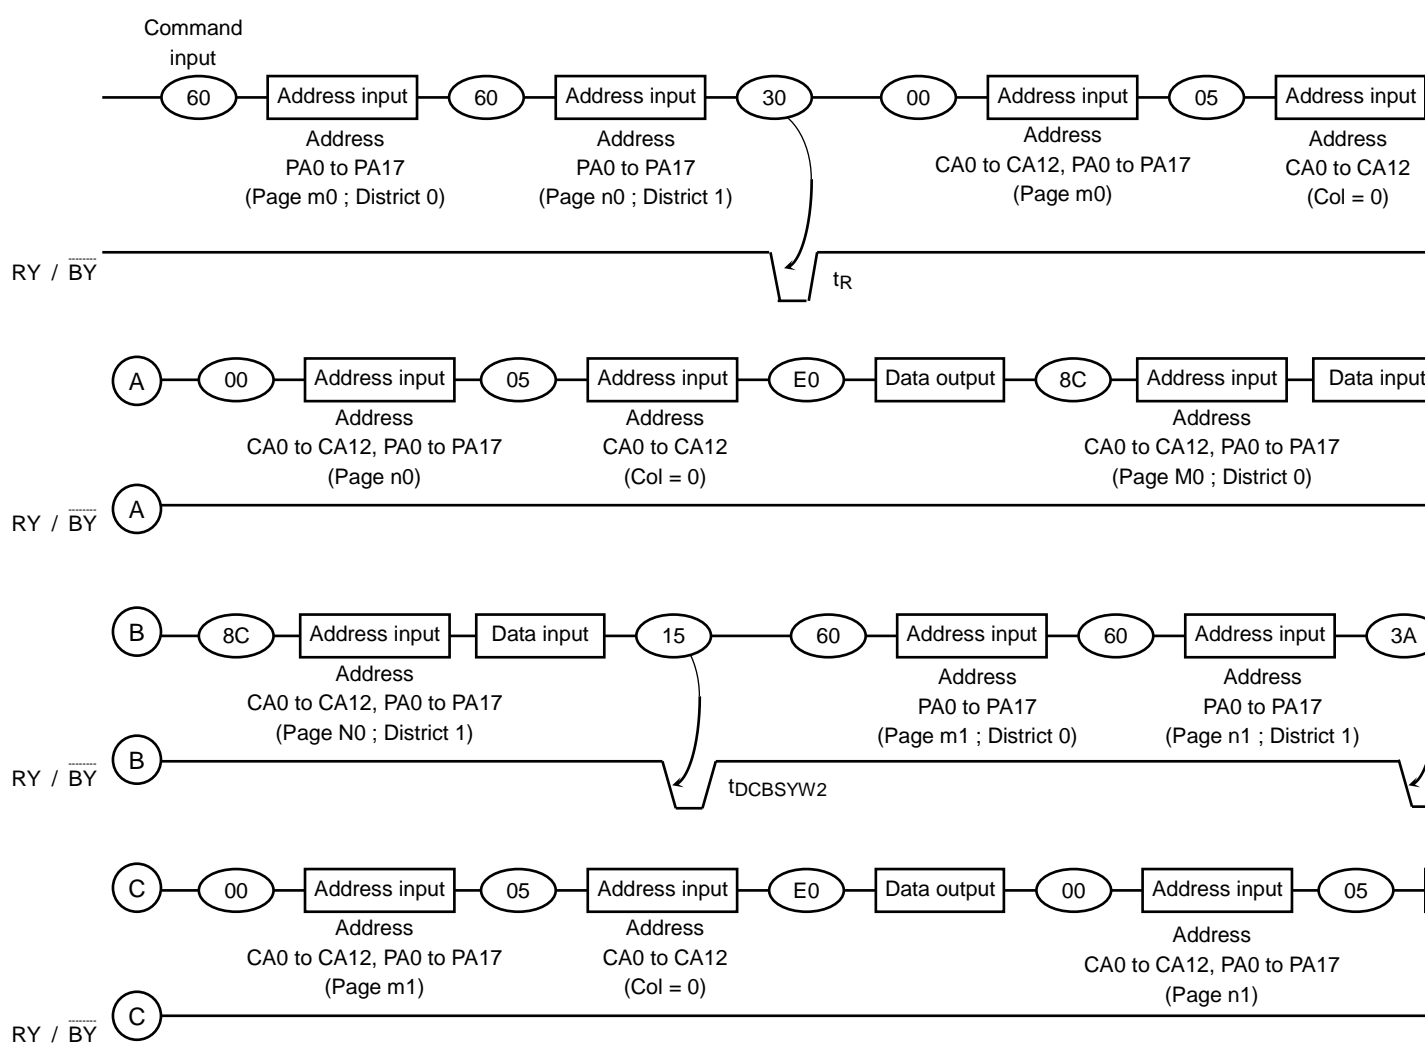 Command
input
60 Address input 60 Address input 30 00 Address input 05 Address input
Address Address Address Address
PA0 to PA17 PA0 to PA17 CA0 to CA12, PA0 to PA17 CA0 to CA12
(Page m0 ; District 0) (Page n0 ; District 1) (Page m0) (Col = 0)
RY / BY tR
A 00 Address input 05 Address input E0 Data output 8C Address input Data input
Address Address Address
CA0 to CA12, PA0 to PA17 CA0 to CA12 CA0 to CA12, PA0 to PA17
(Page n0) (Col = 0) (Page M0 ; District 0)
RY / BY A
B 8C Address input Data input 15 60 Address input 60 Address input 3A
Address Address Address
CA0 to CA12, PA0 to PA17 PA0 to PA17 PA0 to PA17
(Page N0 ; District 1) (Page m1 ; District 0) (Page n1 ; District 1)
RY / BY B tDCBSYW2
C 00 Address input 05 Address input E0 Data output 00 Address input 05
Address Address Address
CA0 to CA12, PA0 to PA17 CA0 to CA12 CA0 to CA12, PA0 to PA17
(Page m1) (Col = 0) (Page n1)
RY / BY C